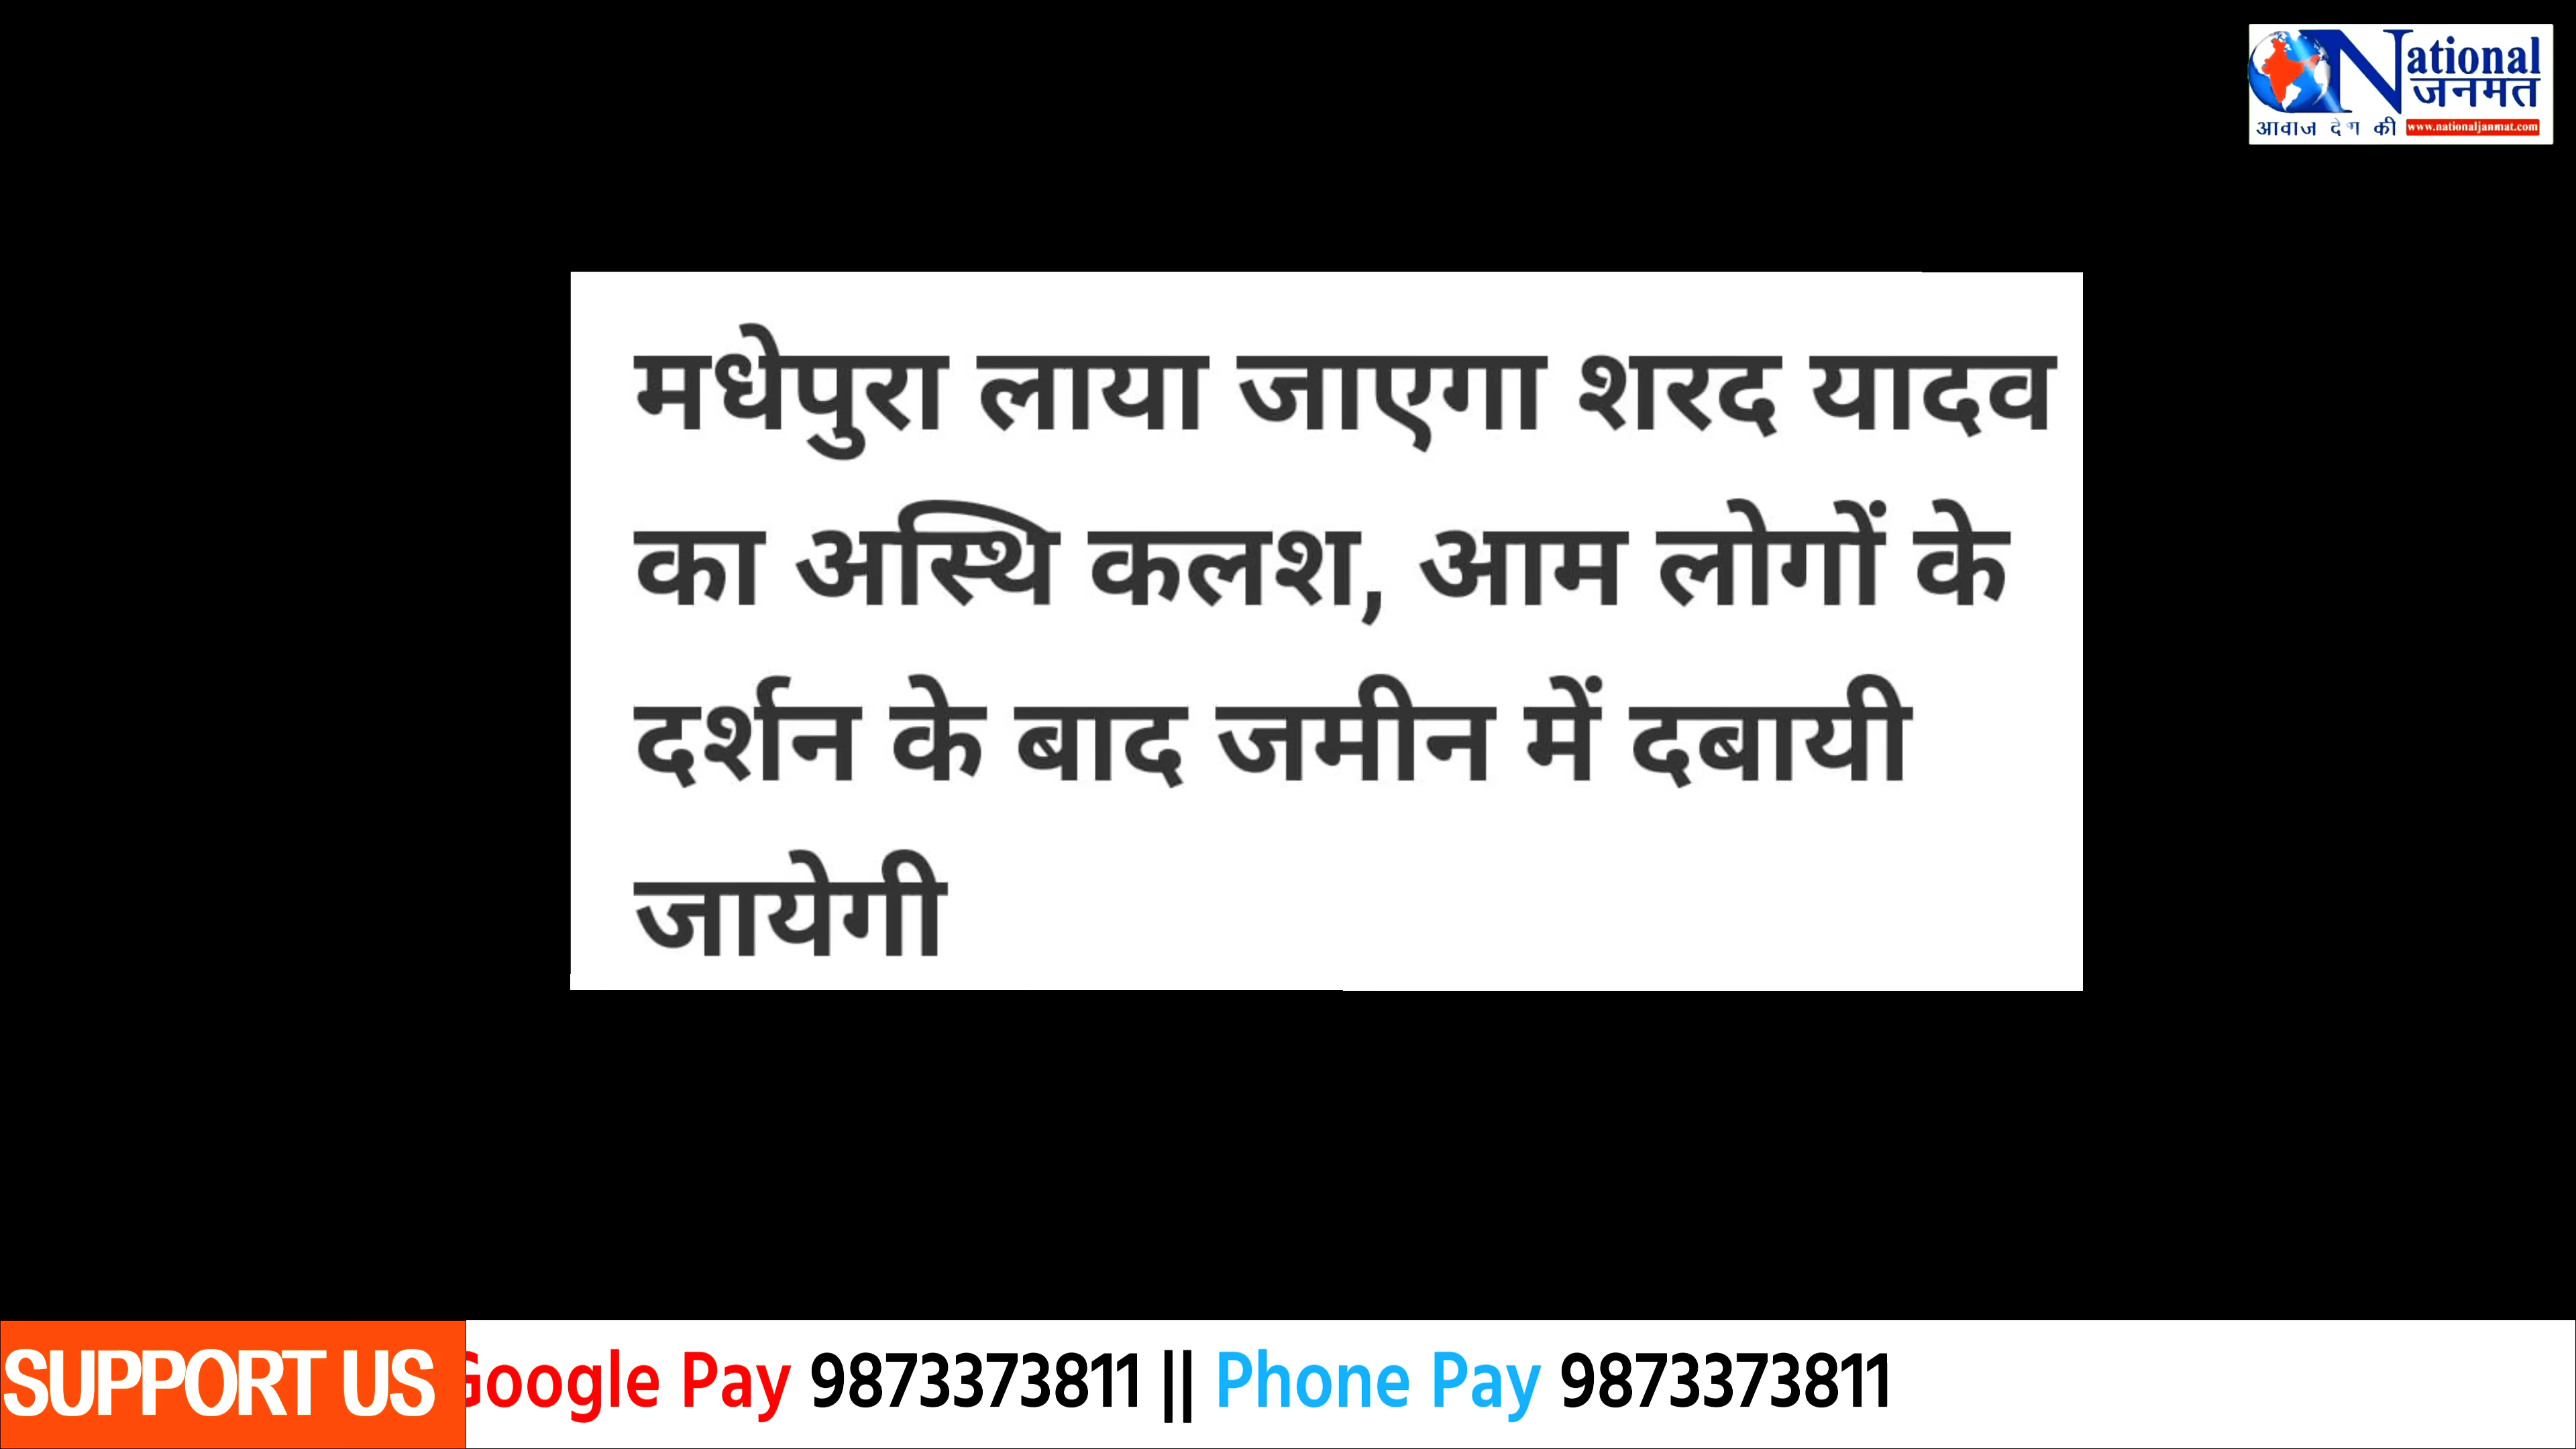 National
जनमत
आवाज देश की www.nationaljanmat.com
मधेपुरा लाया जाएगा शरद यादव
का अस्थि कलश, आम लोगों के
दर्शन के बाद जमीन में दबायी
जायेगी
SUPPORT US Google Pay 9873373811 || Phone Pay 9873373811